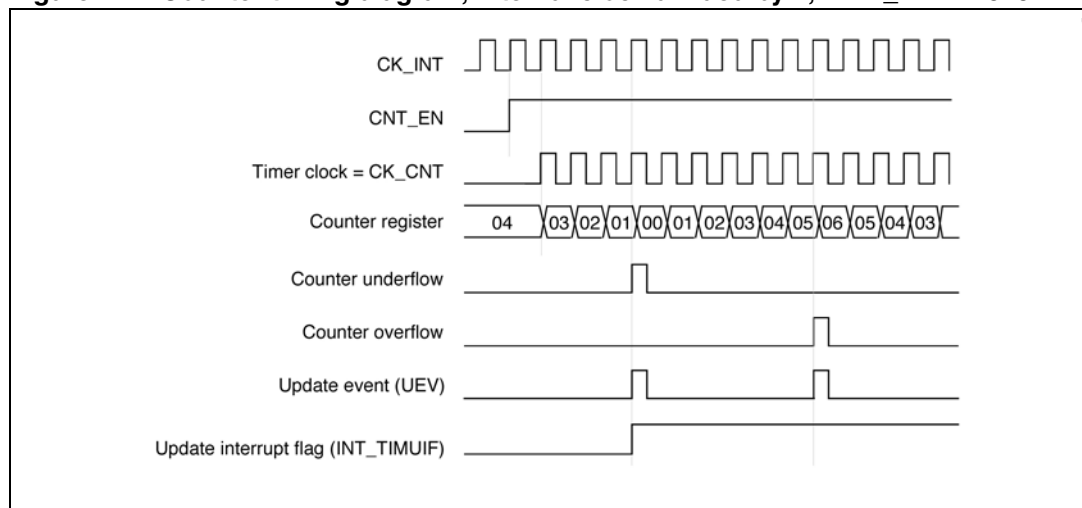 CK_INT
CNT_EN
Timer clock = CK_CNT
Counter register 04 03 02 01 00 01 02 03 04 05 06 05 04 03
Counter underflow
Counter overflow
Update event (UEV)
Update interrupt flag (INT_TIMUIF)